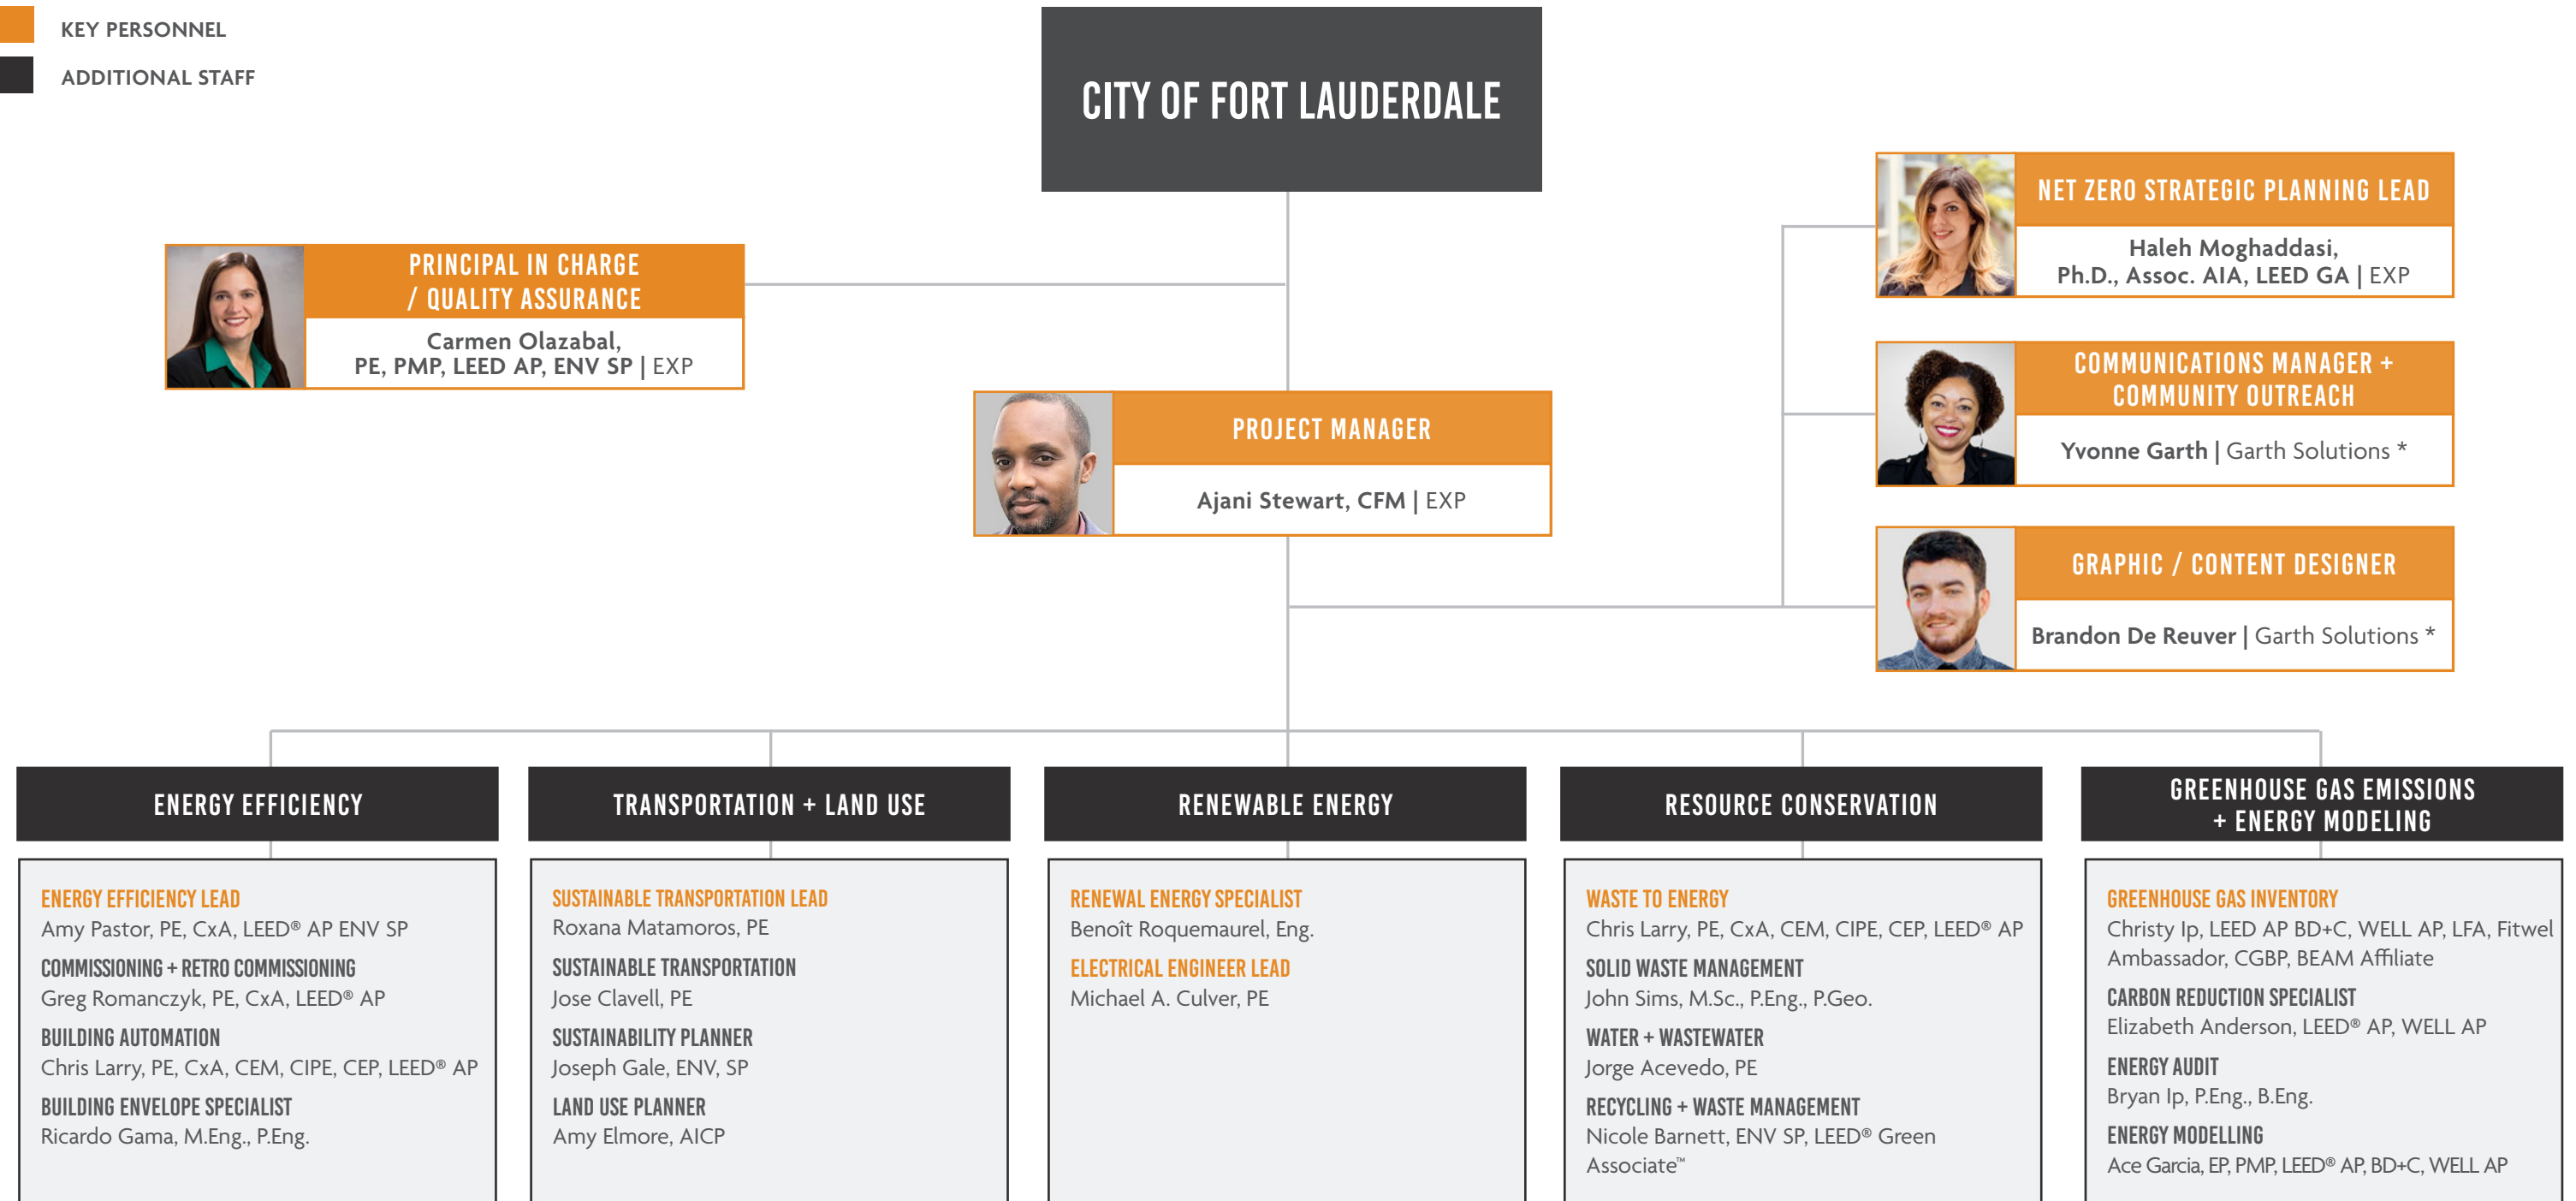 KEY PERSONNEL
ADDITIONAL STAFF
CITY OF FORT LAUDERDALE
PRINCIPAL IN CHARGE
/ QUALITY ASSURANCE
Carmen Olazabal,
PE, PMP, LEED AP, ENV SP | EXP
PROJECT MANAGER
Ajani Stewart, CFM | EXP
NET ZERO STRATEGIC PLANNING LEAD
Haleh Moghaddasi,
Ph.D., Assoc. AIA, LEED GA | EXP
COMMUNICATIONS MANAGER +
COMMUNITY OUTREACH
Yvonne Garth | Garth Solutions *
GRAPHIC / CONTENT DESIGNER
Brandon De Reuver | Garth Solutions *
ENERGY EFFICIENCY
ENERGY EFFICIENCY LEAD
Amy Pastor, PE, CxA, LEED® AP ENV SP
COMMISSIONING + RETRO COMMISSIONING
Greg Romanczyk, PE, CxA, LEED® AP
BUILDING AUTOMATION
Chris Larry, PE, CxA, CEM, CIPE, CEP, LEED® AP
BUILDING ENVELOPE SPECIALIST
Ricardo Gama, M.Eng., P.Eng.
TRANSPORTATION + LAND USE
SUSTAINABLE TRANSPORTATION LEAD
Roxana Matamoros, PE
SUSTAINABLE TRANSPORTATION
Jose Clavell, PE
SUSTAINABILITY PLANNER
Joseph Gale, ENV, SP
LAND USE PLANNER
Amy Elmore, AICP
RENEWABLE ENERGY
RENEWAL ENERGY SPECIALIST
Benoît Roquemaurel, Eng.
ELECTRICAL ENGINEER LEAD
Michael A. Culver, PE
RESOURCE CONSERVATION
WASTE TO ENERGY
Chris Larry, PE, CxA, CEM, CIPE, CEP, LEED® AP
SOLID WASTE MANAGEMENT
John Sims, M.Sc., P.Eng., P.Geo.
WATER + WASTEWATER
Jorge Acevedo, PE
RECYCLING + WASTE MANAGEMENT
Nicole Barnett, ENV SP, LEED® Green
Associate™
GREENHOUSE GAS EMISSIONS
+ ENERGY MODELING
GREENHOUSE GAS INVENTORY
Christy Ip, LEED AP BD+C, WELL AP, LFA, Fitwel
Ambassador, CGBP, BEAM Affiliate
CARBON REDUCTION SPECIALIST
Elizabeth Anderson, LEED® AP, WELL AP
ENERGY AUDIT
Bryan Ip, P.Eng., B.Eng.
ENERGY MODELLING
Ace Garcia, EP, PMP, LEED® AP, BD+C, WELL AP